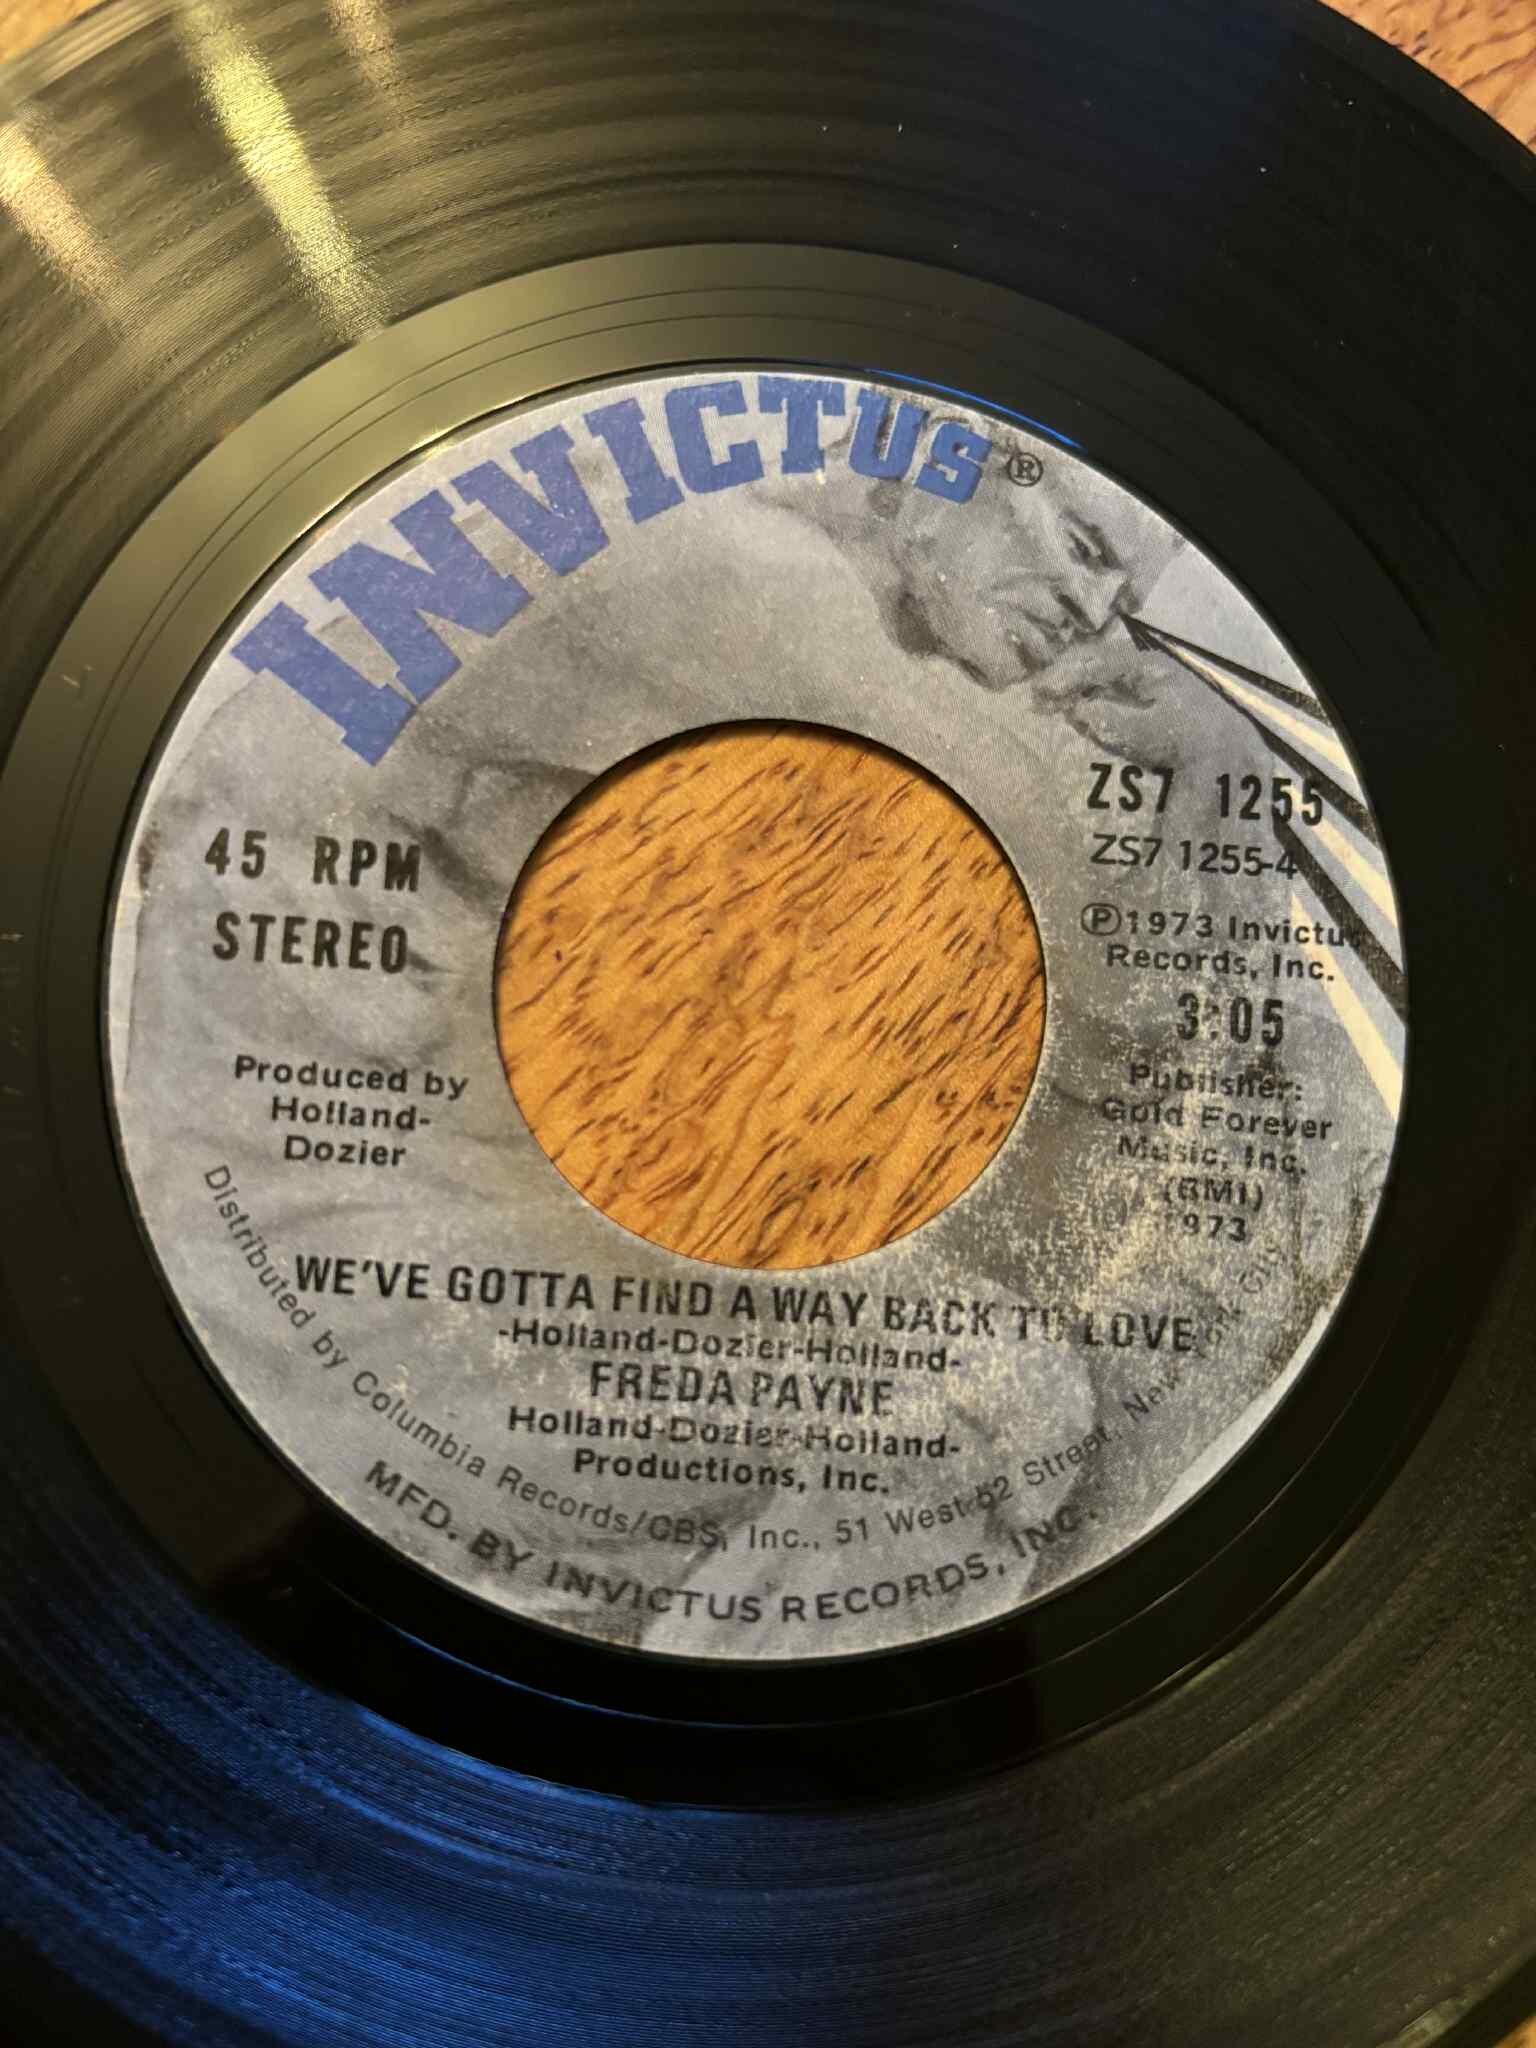 INVICTUS®
45 RPM
STEREO
ZS7 1255
ZS7 1255-4
Ⓟ1973 Invictus
Records, Inc.
3:05
Produced by
Holland-
Dozier
Publisher:
Gold Forever
Music, Inc.
(BMI)
1973
WE'VE GOTTA FIND A WAY BACK TO LOVE
-Holland-Dozier-Holland-
FREDA PAYNE
Holland-Dozier-Holland-
Productions, Inc.
Distributed by Columbia Records/CBS, Inc., 51 West 52 Street, New York City
MFD. BY INVICTUS RECORDS, INC.